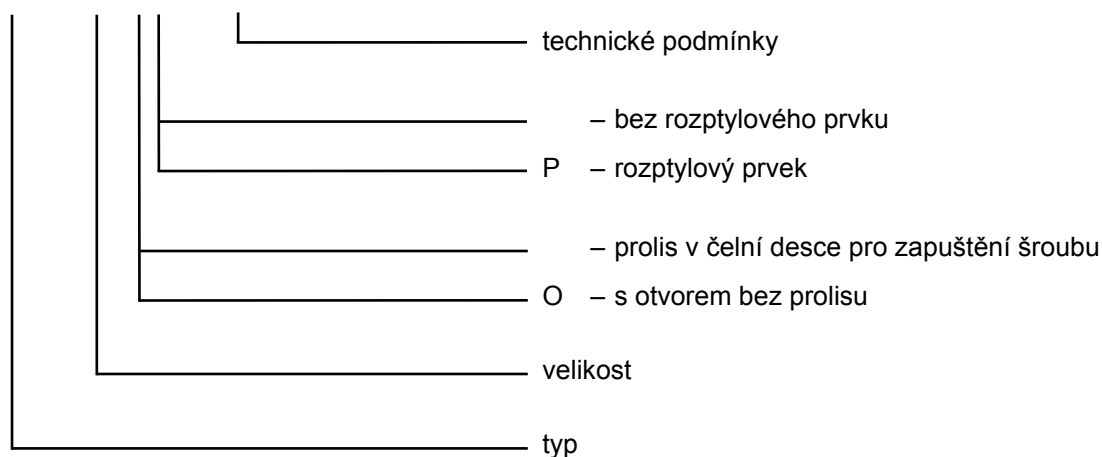 technické podmínky
– bez rozptylového prvku
P – rozptylový prvek
– prolis v čelní desce pro zapuštění šroubu
O – s otvorem bez prolisu
velikost
typ